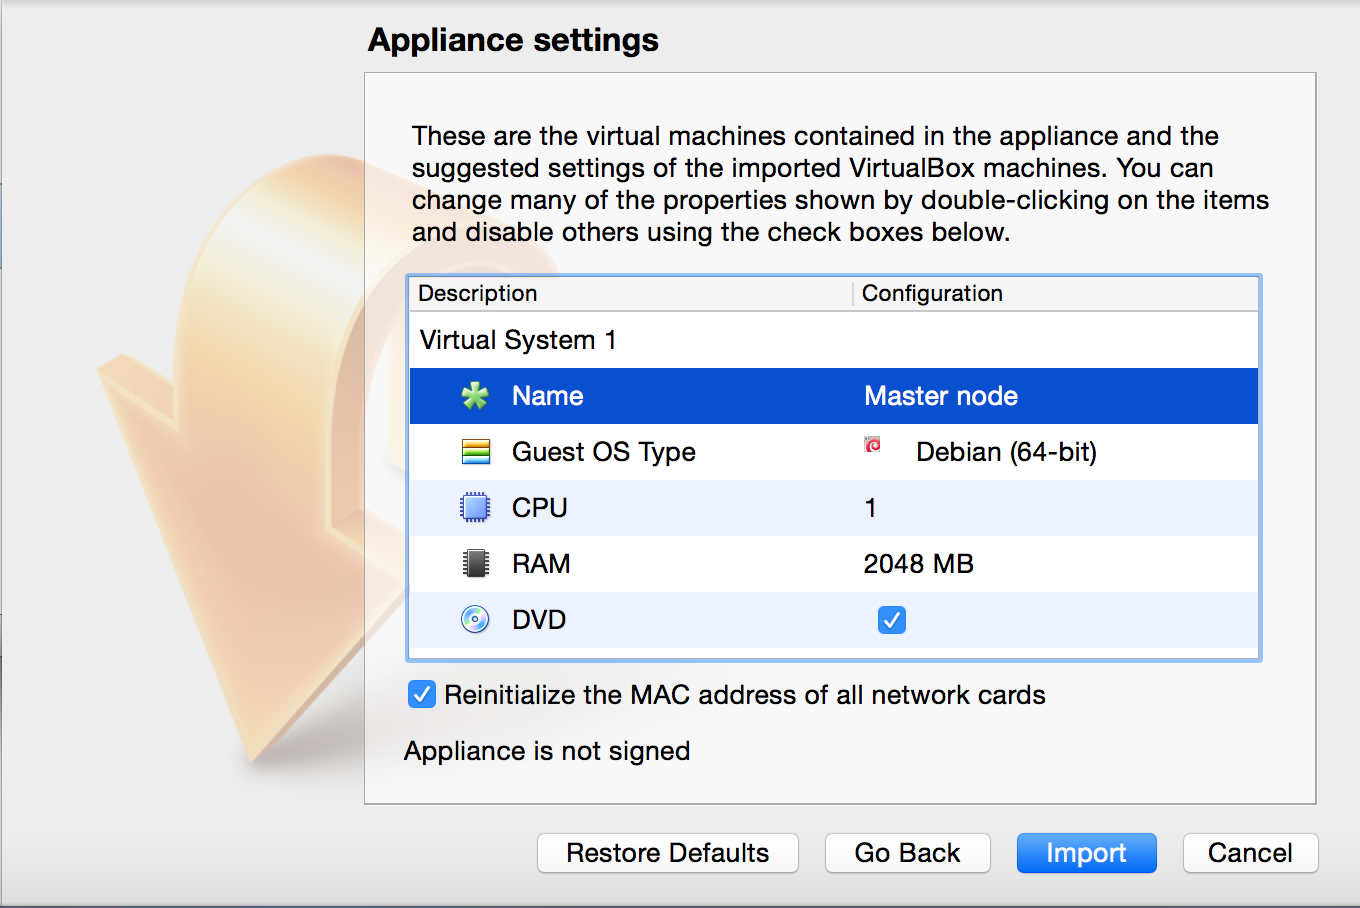 Appliance settings
These are the virtual machines contained in the appliance and the
suggested settings of the imported VirtualBox machines. You can
change many of the properties shown by double-clicking on the items
and disable others using the check boxes below.
Description Configuration
Virtual System 1
Name Master node
Guest OS Type Debian (64-bit)
CPU 1
RAM 2048 MB
DVD
Reinitialize the MAC address of all network cards
Appliance is not signed
Restore Defaults Go Back Import Cancel